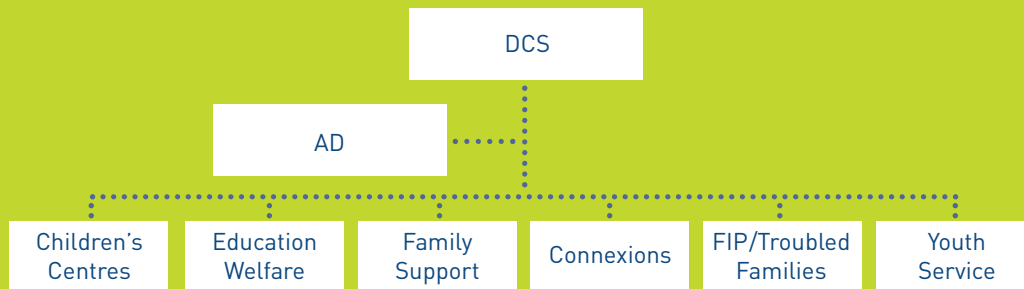 DCS
AD
Children’s
Centres
Education
Welfare
Family
Support
Connexions
FIP/Troubled
Families
Youth
Service